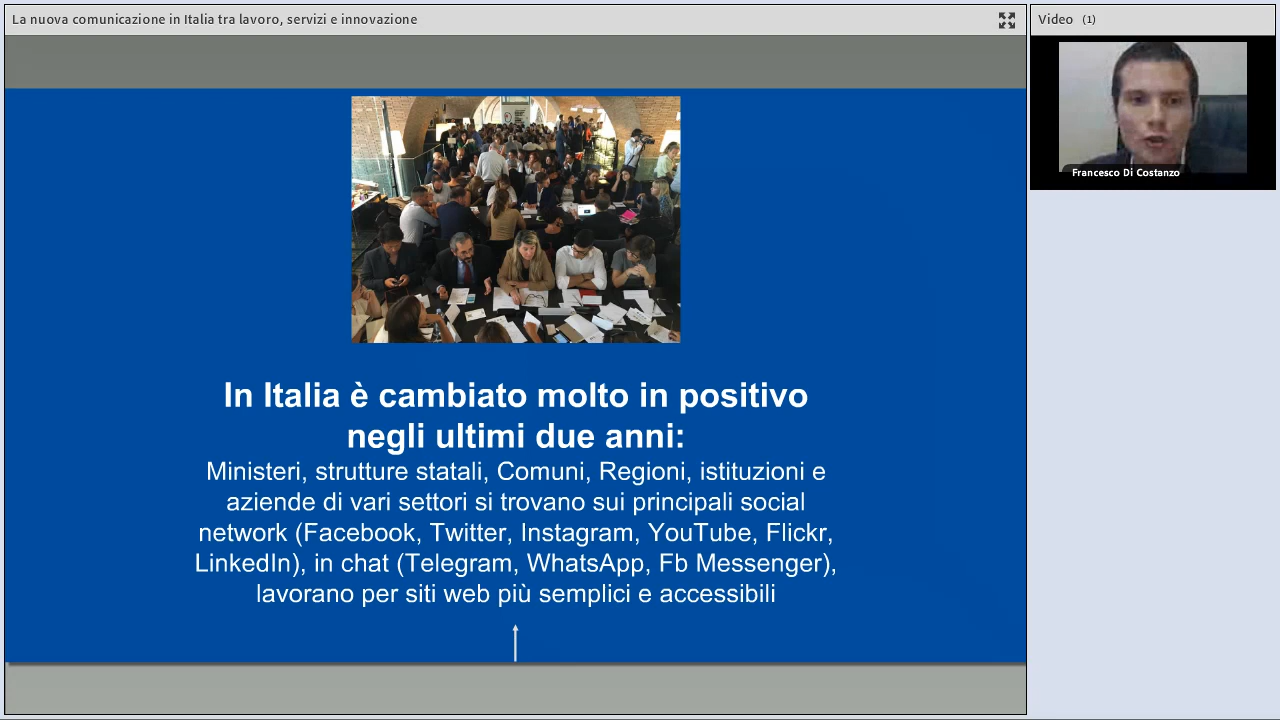 La nuova comunicazione in Italia tra lavoro, servizi e innovazione
Video (1)
Francesco Di Costanzo
In Italia è cambiato molto in positivo
negli ultimi due anni:
Ministeri, strutture statali, Comuni, Regioni, istituzioni e
aziende di vari settori si trovano sui principali social
network (Facebook, Twitter, Instagram, YouTube, Flickr,
LinkedIn), in chat (Telegram, WhatsApp, Fb Messenger),
lavorano per siti web più semplici e accessibili